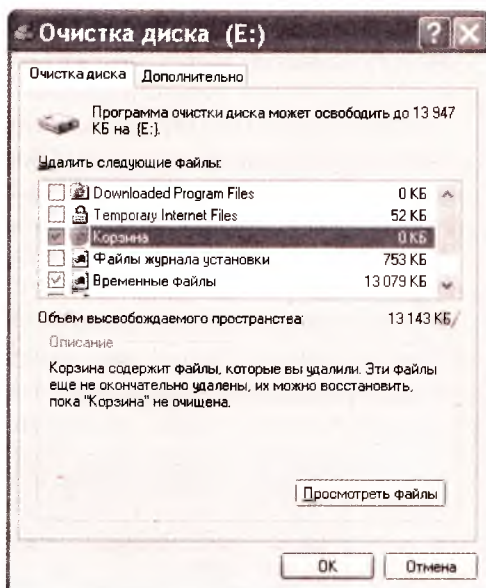 Очистка диска (E:)
Очистка диска
Дополнительно
Программа очистки диска может освободить до 13 947
КБ на (E:).
Удалить следующие файлы:
Downloaded Program Files 0 КБ
Temporary Internet Files 52 КБ
Корзина 0 КБ
Файлы журнала установки 753 КБ
Временные файлы 13 079 КБ
Объем высвобождаемого пространства: 13 143 КБ
Описание
Корзина содержит файлы, которые вы удалили. Эти файлы
еще не окончательно удалены, их можно восстановить,
пока "Корзина" не очищена.
Просмотреть файлы
OK
Отмена